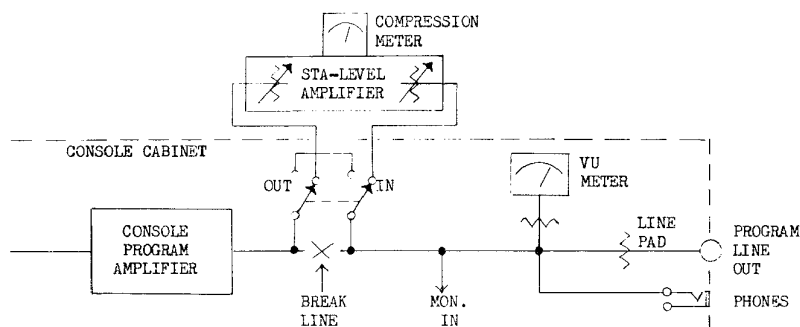 COMPRESSION
METER
STA-LEVEL
AMPLIFIER
CONSOLE CABINET
OUT
IN
VU
METER
CONSOLE
PROGRAM
AMPLIFIER
LINE
PAD
PROGRAM
LINE
OUT
BREAK
LINE
MON.
IN
PHONES